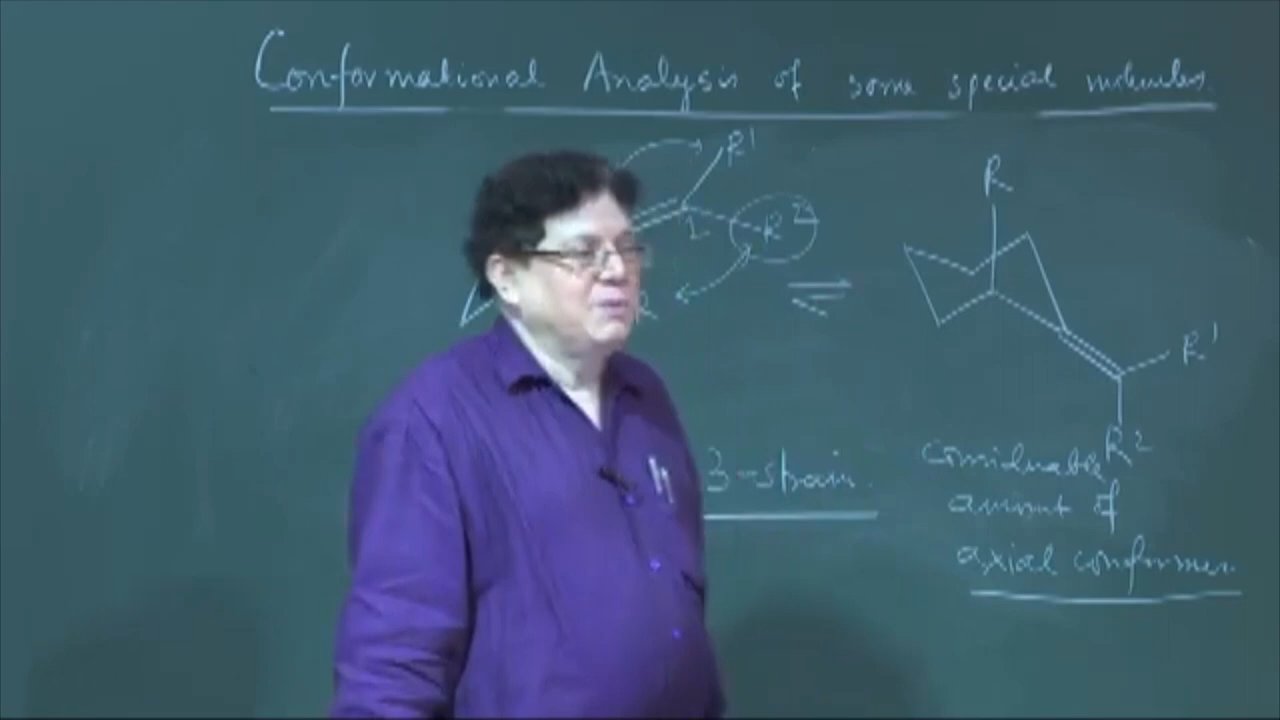 Conformational Analysis of some special molecules.
R¹
R
1
R²
R
R¹
R²
3-strain.
Considerable
amount of
axial conformer.